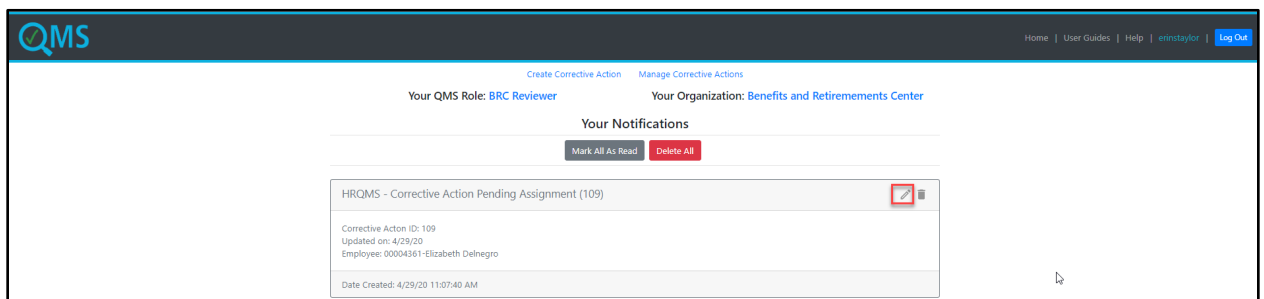 QMS
Home | User Guides | Help | erinstaylor | Log Out
Create Corrective Action Manage Corrective Actions
Your QMS Role: BRC Reviewer Your Organization: Benefits and Retiremements Center
Your Notifications
Mark All As Read Delete All
HRQMS - Corrective Action Pending Assignment (109)
Corrective Acton ID: 109
Updated on: 4/29/20
Employee: 00004361-Elizabeth Delnegro
Date Created: 4/29/20 11:07:40 AM